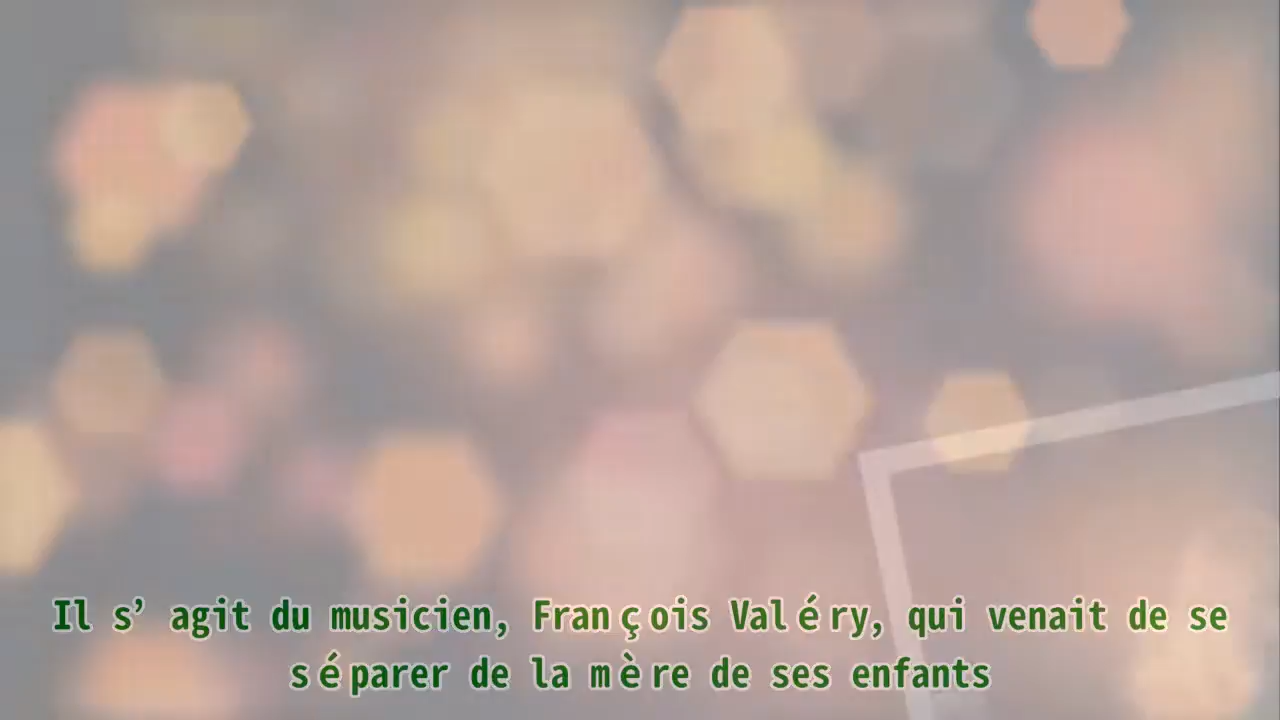 Il s’ agit du musicien, François Valéry, qui venait de se
séparer de la mère de ses enfants